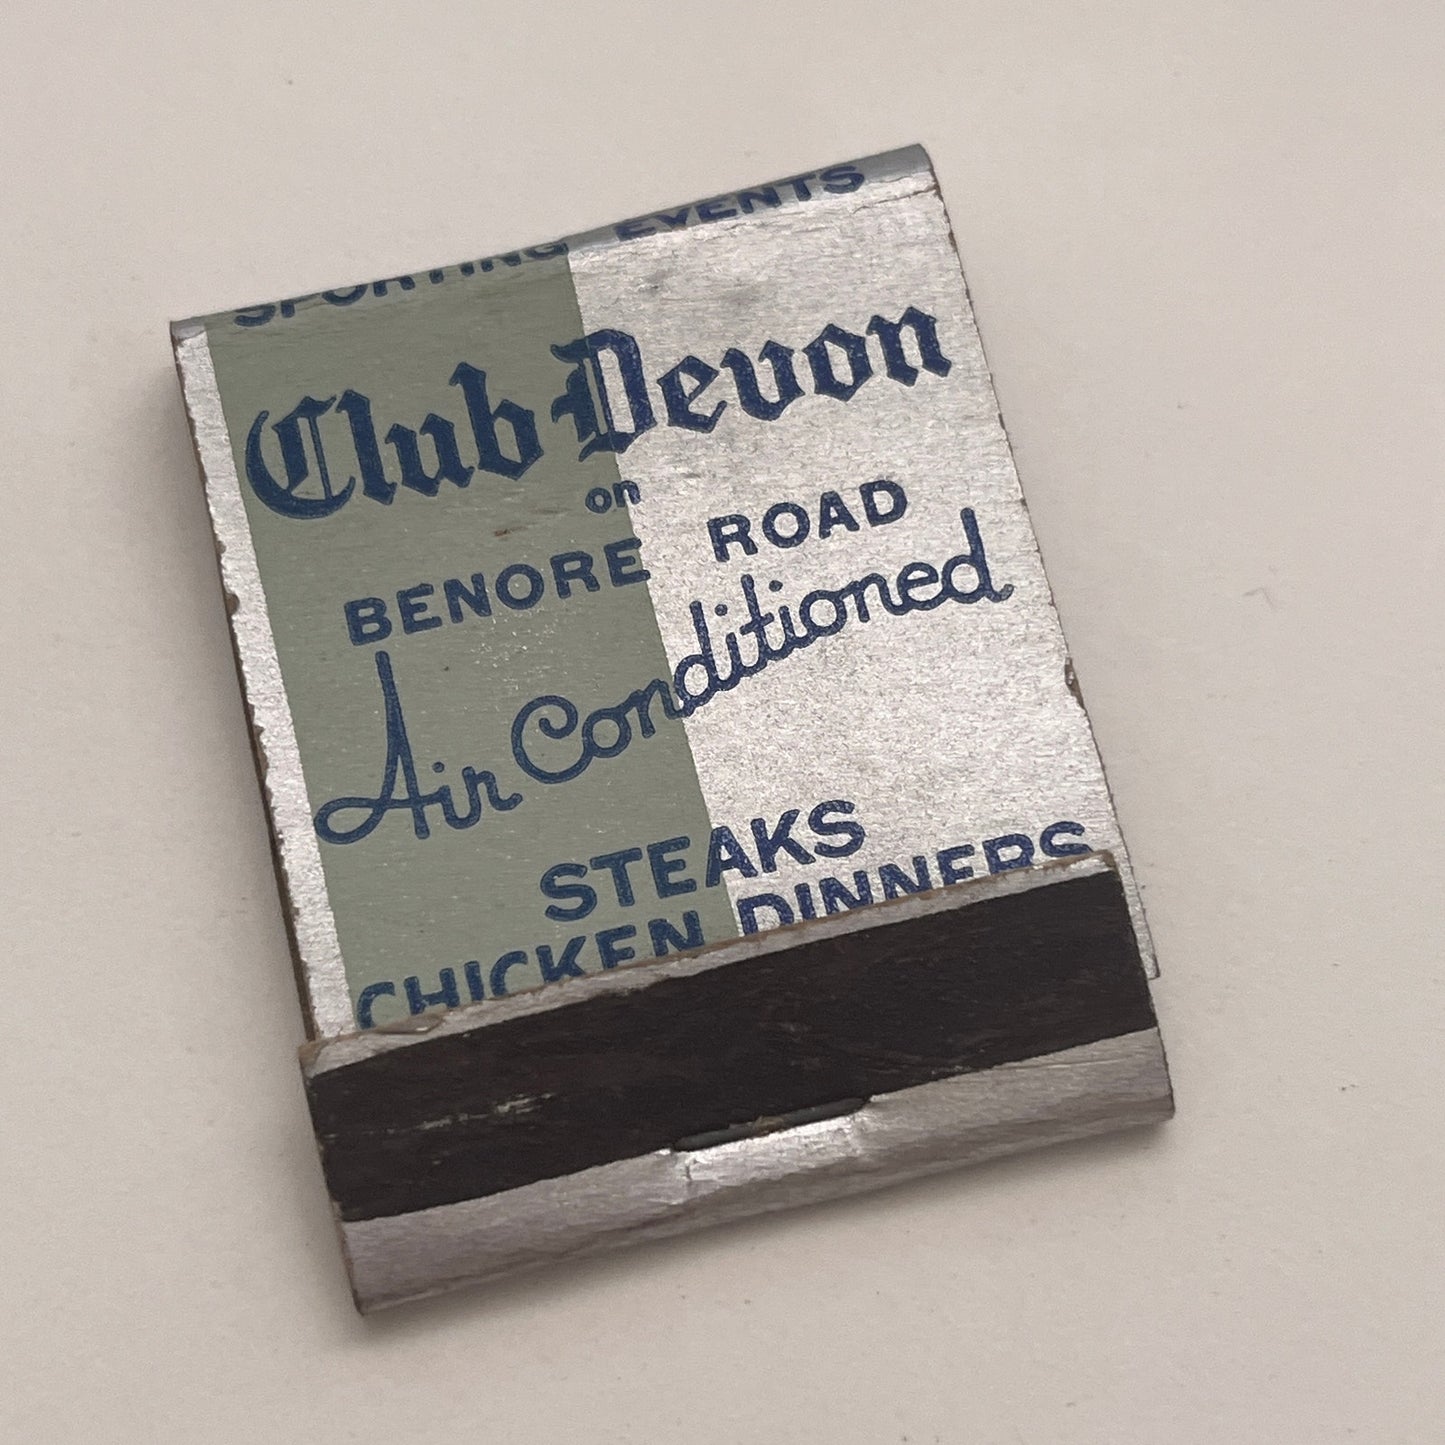 SPORTING EVENTS
Club Devon
on
BENORE ROAD
Air Conditioned
STEAKS
CHICKEN DINNERS